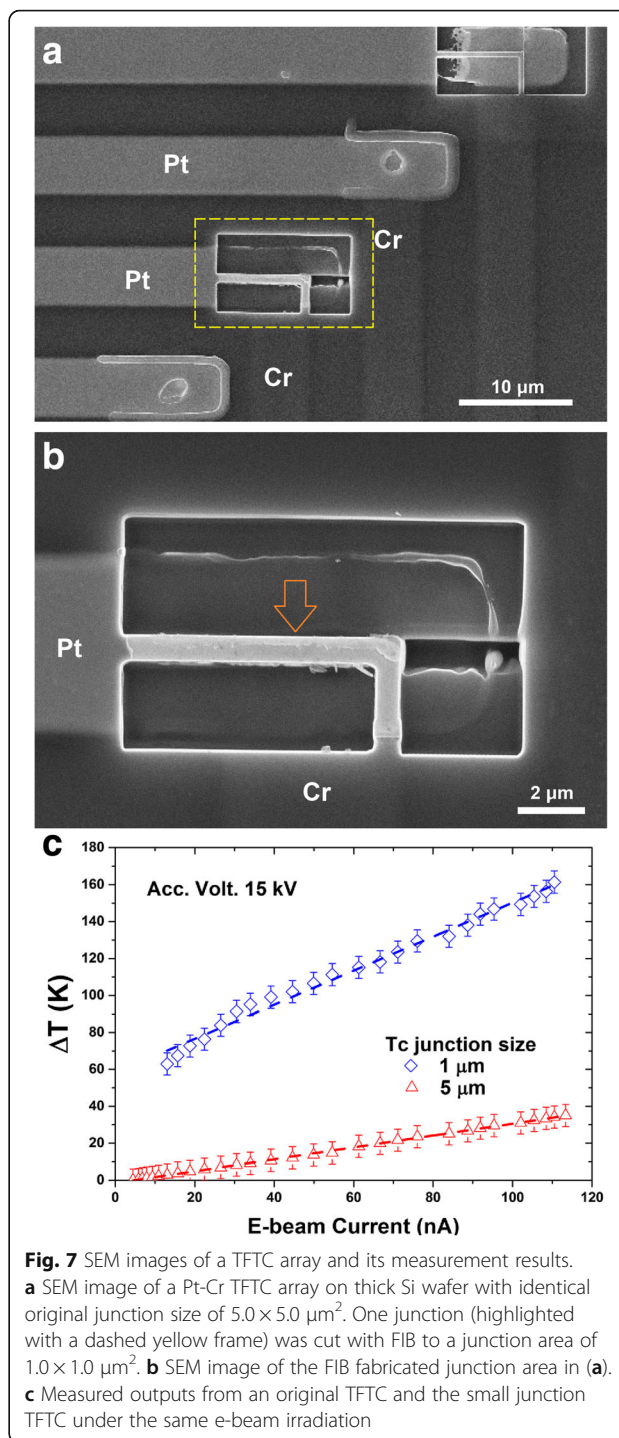 a
Pt
Cr
Pt
Cr
10 μm
b
Pt
Cr
2 μm
c
180
160
140
120
100
80
60
40
20
0
ΔT (K)
Acc. Volt. 15 kV
Tc junction size
1 μm
5 μm
0 20 40 60 80 100 120
E-beam Current (nA)
Fig. 7 SEM images of a TFTC array and its measurement results.
a SEM image of a Pt-Cr TFTC array on thick Si wafer with identical
original junction size of 5.0 × 5.0 μm². One junction (highlighted
with a dashed yellow frame) was cut with FIB to a junction area of
1.0 × 1.0 μm². b SEM image of the FIB fabricated junction area in (a).
c Measured outputs from an original TFTC and the small junction
TFTC under the same e-beam irradiation